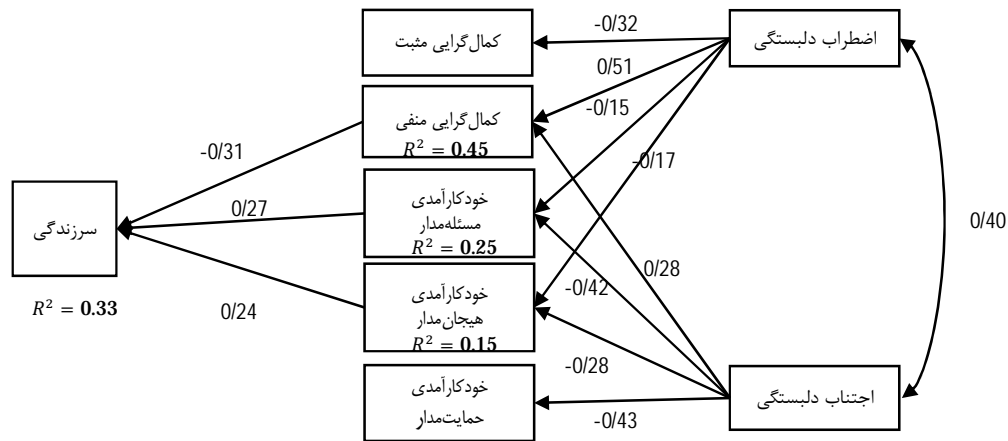 اضطراب دلبستگی
-0/32
کمال‌گرایی مثبت
0/51
-0/15
کمال‌گرایی منفی
R² = 0.45
-0/17
-0/31
0/40
خودکارآمدی
مسئله‌مدار
R² = 0.25
0/27
سرزندگی
R² = 0.33
0/28
-0/42
خودکارآمدی
هیجان‌مدار
R² = 0.15
0/24
-0/28
اجتناب دلبستگی
-0/43
خودکارآمدی
حمایت‌مدار